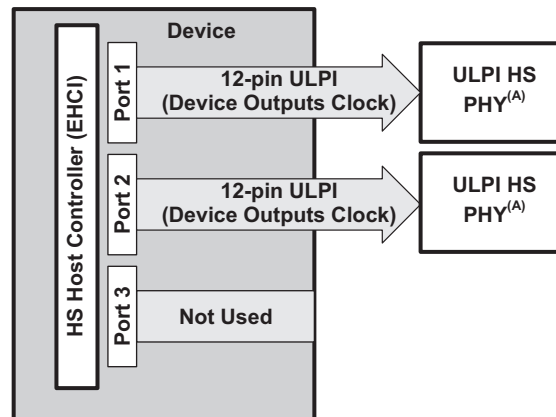 Device
HS Host Controller (EHCI)
Port 1
12-pin ULPI
(Device Outputs Clock)
ULPI HS
PHY(A)
Port 2
12-pin ULPI
(Device Outputs Clock)
ULPI HS
PHY(A)
Port 3
Not Used